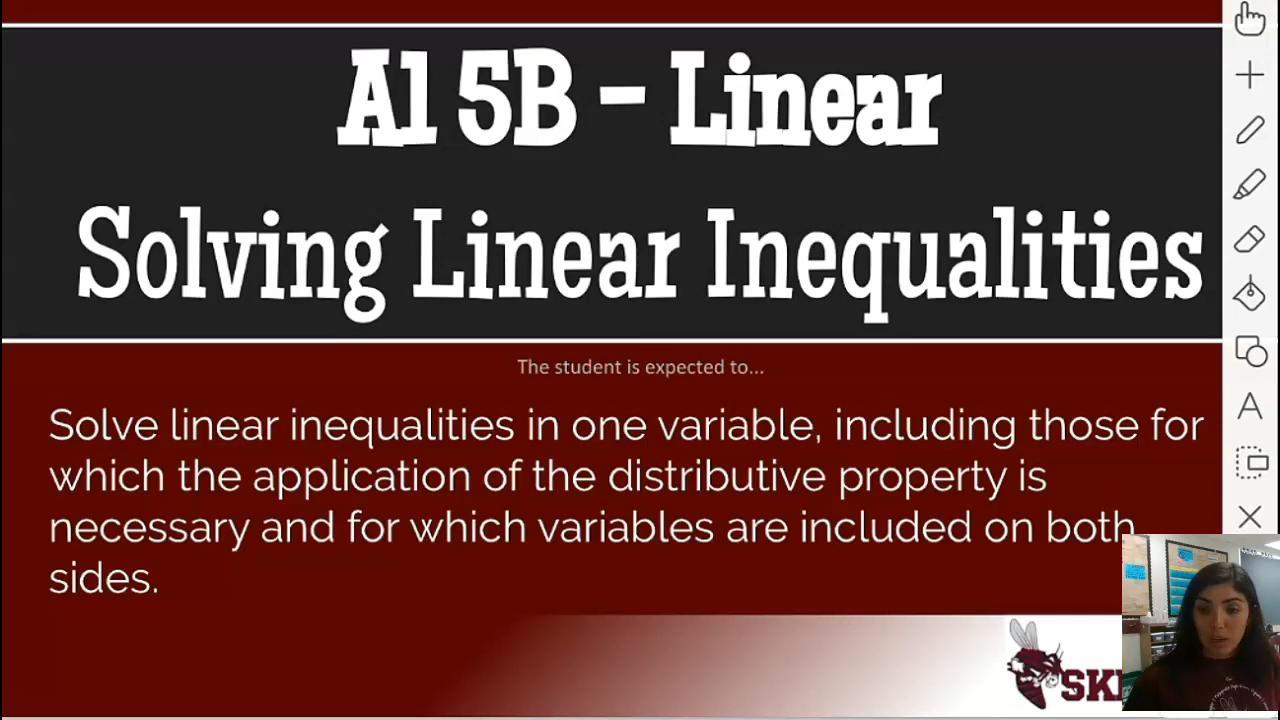 A1 5B - Linear
Solving Linear Inequalities
The student is expected to...
Solve linear inequalities in one variable, including those for
which the application of the distributive property is
necessary and for which variables are included on both
sides.